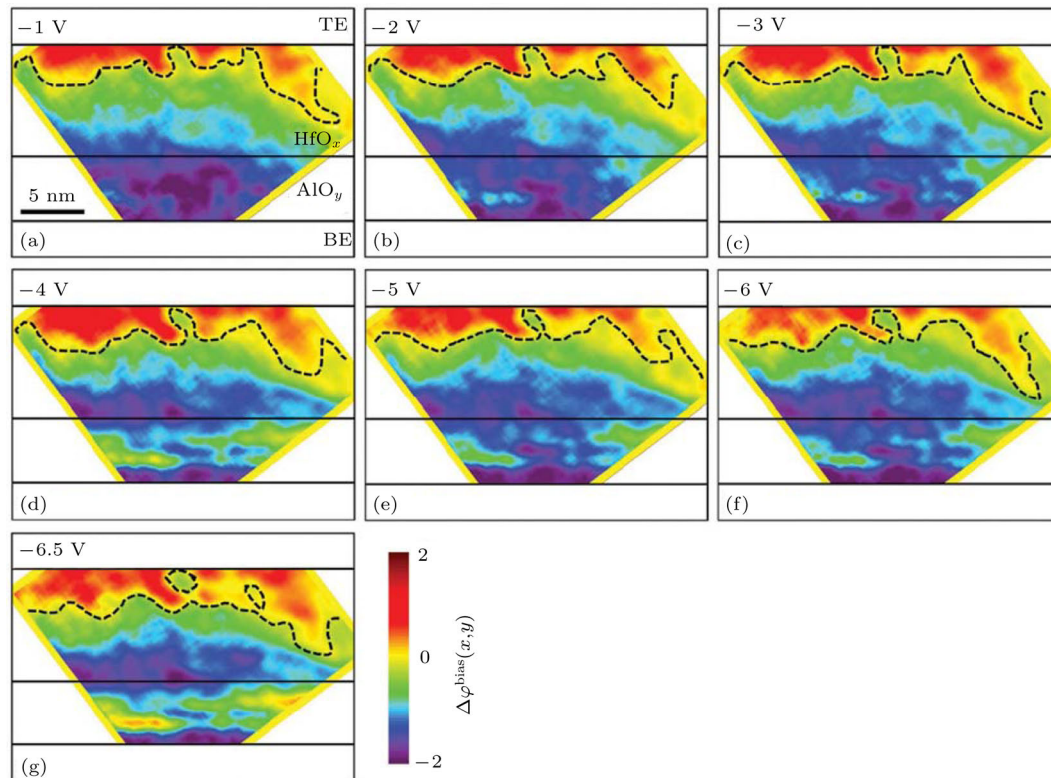 −1 V
TE
HfOx
AlOy
5 nm
(a)
BE
−2 V
(b)
−3 V
(c)
−4 V
(d)
−5 V
(e)
−6 V
(f)
−6.5 V
(g)
2
0
−2
Δφbias(x,y)